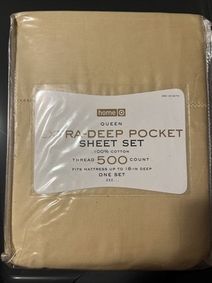 home
QUEEN
EXTRA-DEEP POCKET
SHEET SET
100% COTTON
THREAD 500 COUNT
FITS MATTRESS UP TO 18-IN DEEP
ONE SET